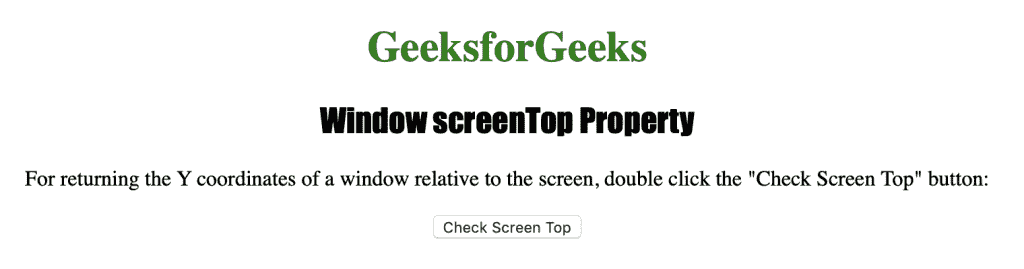 GeeksforGeeks
Window screenTop Property
For returning the Y coordinates of a window relative to the screen, double click the "Check Screen Top" button:
Check Screen Top